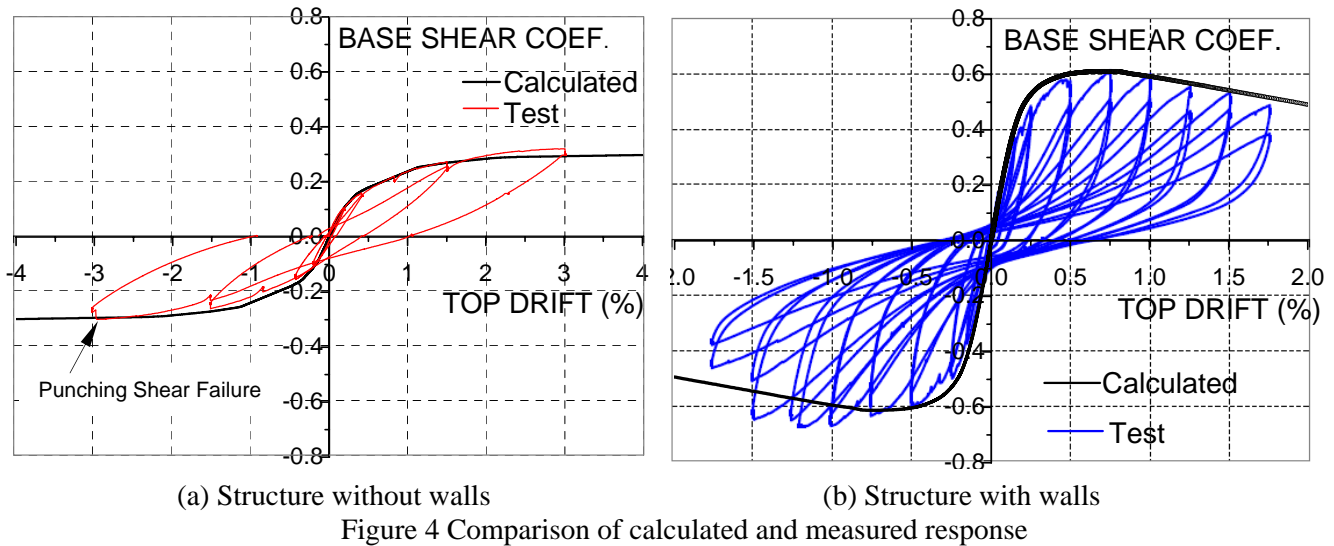 BASE SHEAR COEF.
Calculated
Test
0.8
0.6
0.4
0.2
0.0
-4 -3 -2 -1 0 1 2 3 4
-0.2
TOP DRIFT (%)
-0.4
Punching Shear Failure
-0.6
-0.8
(a) Structure without walls
0.8
BASE SHEAR COEF.
0.6
0.4
0.2
0.0
-2.0 -1.5 -1.0 -0.5 0.0 0.5 1.0 1.5 2.0
-0.2
TOP DRIFT (%)
-0.4
Calculated
-0.6
Test
-0.8
(b) Structure with walls
Figure 4 Comparison of calculated and measured response